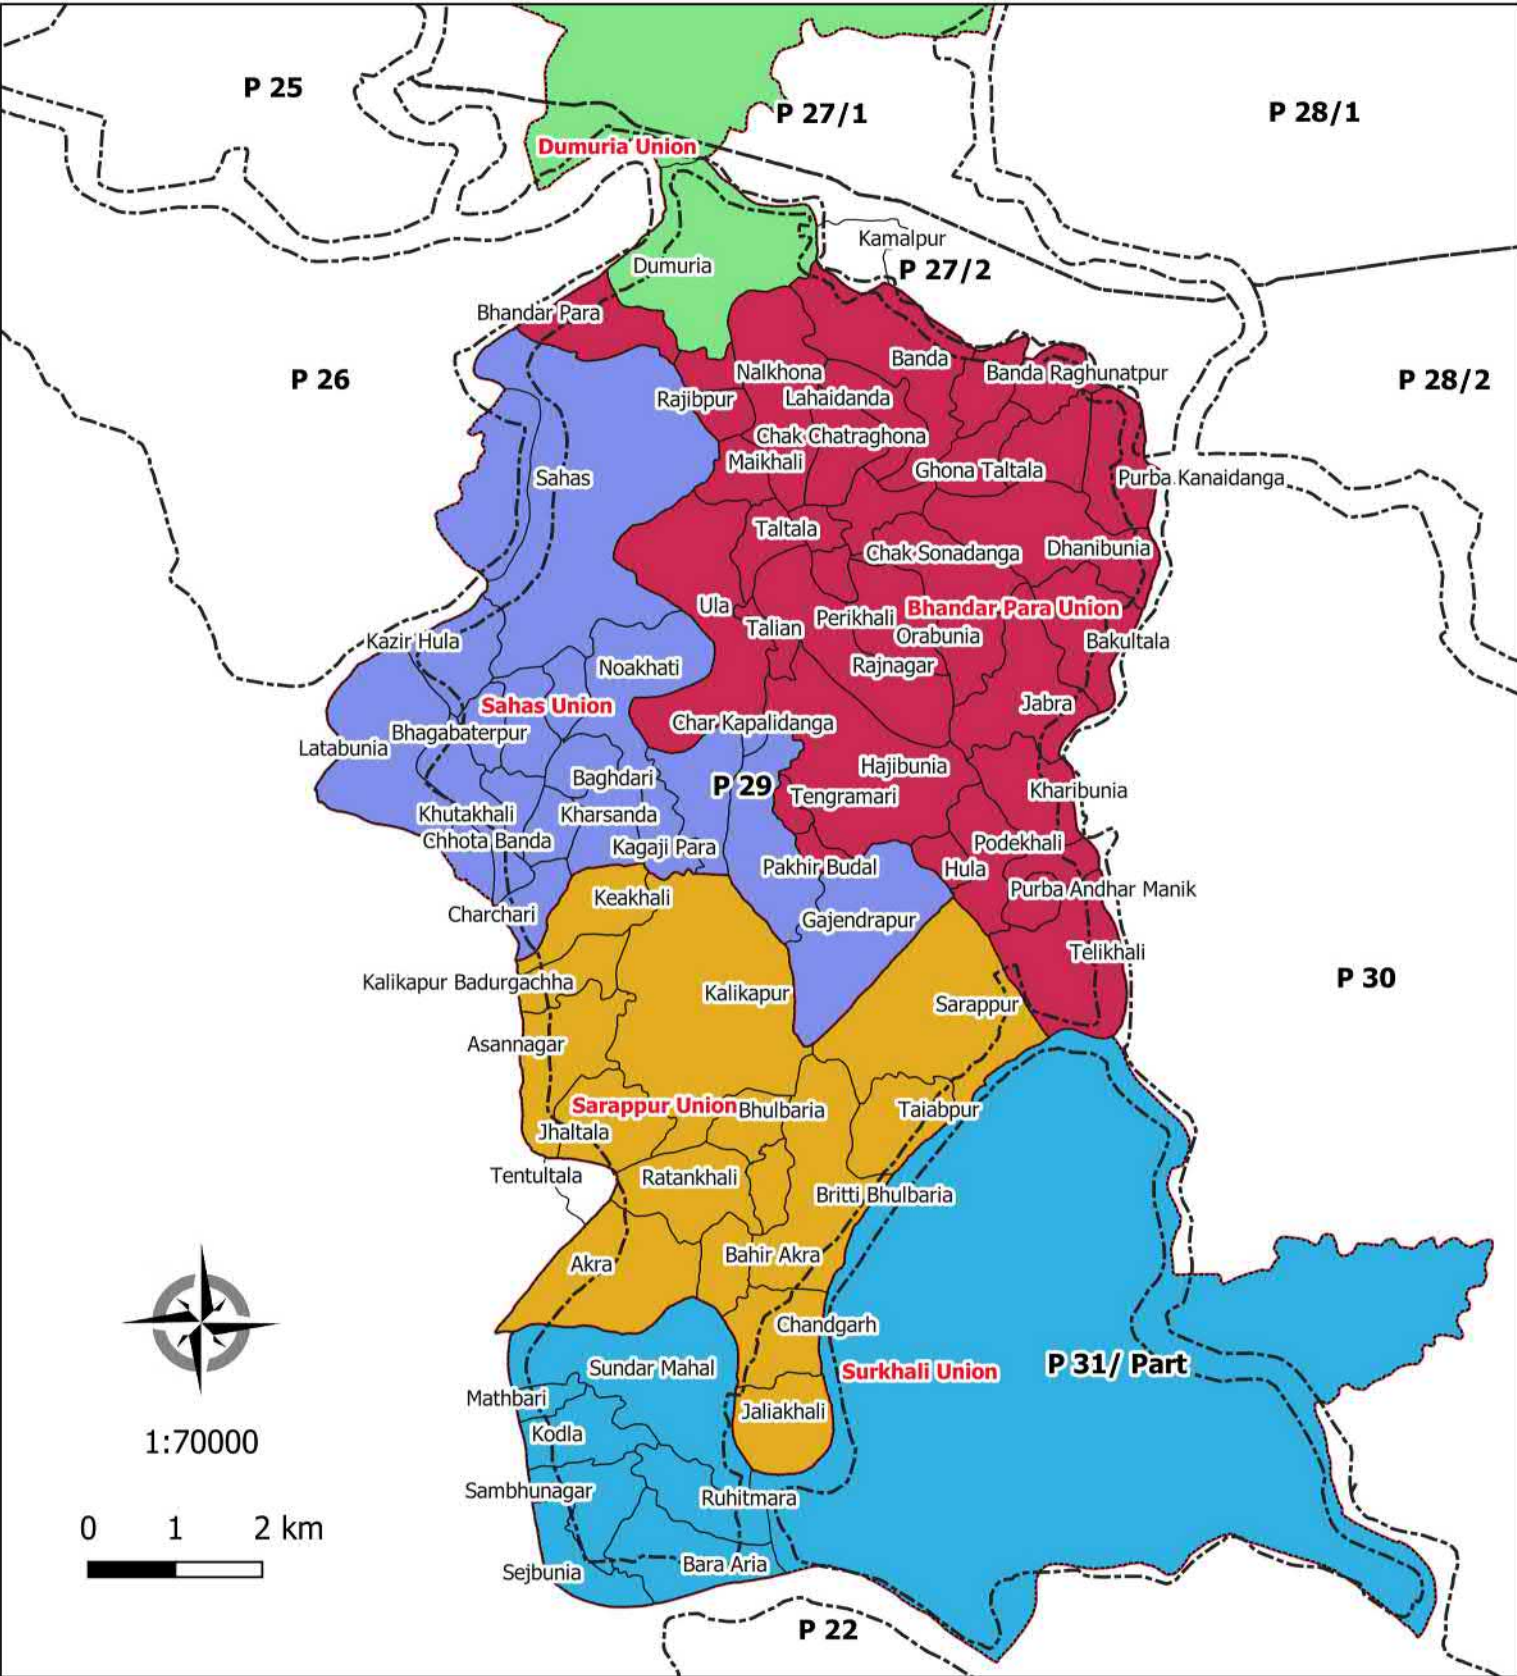 P 25
P 27/1
P 28/1
Dumuria Union
Kamalpur
Dumuria
P 27/2
Bhandar Para
Banda
Nalkhona
Banda Raghunatpur
P 26
P 28/2
Rajibpur
Lahaidanda
Chak Chatraghona
Maikhali
Ghona Taltala
Sahas
Purba Kanaidanga
Taltala
Chak Sonadanga
Dhanibunia
Ula
Bhandar Para Union
Perikhali
Talian
Orabunia
Kazir Hula
Bakultala
Noakhati
Rajnagar
Sahas Union
Jabra
Char Kapalidanga
Bhagabaterpur
Latabunia
Hajibunia
Baghdari
P 29
Tengramari
Kharibunia
Khutakhali
Kharsanda
Chhota Banda
Podekhali
Kagaji Para
Pakhir Budal
Hula
Purba Andhar Manik
Keakhali
Charchari
Gajendrapur
Telikhali
Kalikapur Badurgachha
P 30
Kalikapur
Sarappur
Asannagar
Sarappur Union
Bhulbaria
Taiabpur
Jhaltala
Tentultala
Ratankhali
Britti Bhulbaria
Bahir Akra
Akra
Chandgarh
Sundar Mahal
Surkhali Union
P 31/ Part
Mathbari
Jaliakhali
Kodla
1:70000
Sambhunagar
Ruhitmara
0 1 2 km
Bara Aria
Sejbunia
P 22